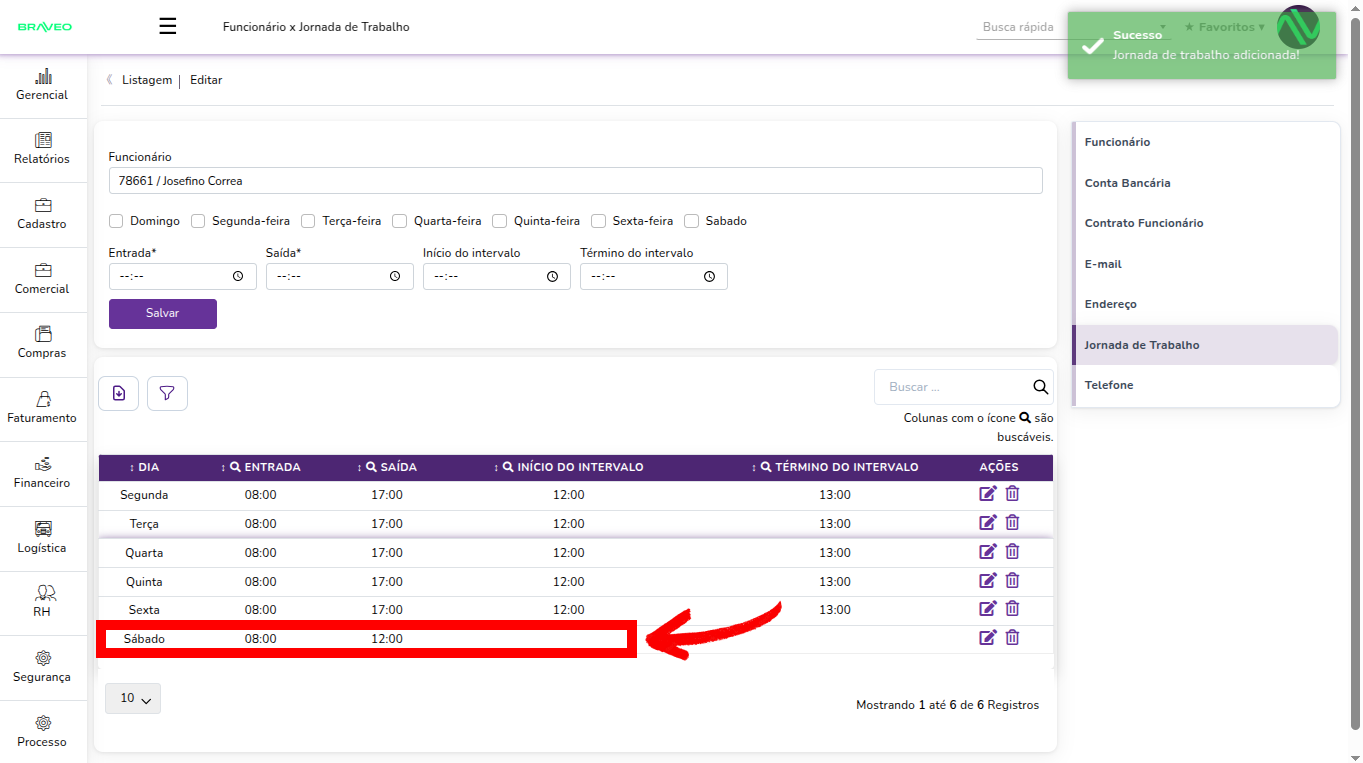 BRAVEO
Funcionário x Jornada de Trabalho
Busca rápida
★ Favoritos ▾
Sucesso
Jornada de trabalho adicionada!
Listagem | Editar
Gerencial
Relatórios
Cadastro
Comercial
Compras
Faturamento
Financeiro
Logística
RH
Segurança
Processo
Funcionário
78661 / Josefino Correa
Domingo Segunda-feira Terça-feira Quarta-feira Quinta-feira Sexta-feira Sabado
Entrada* Saída* Início do intervalo Término do intervalo
--:-- --:-- --:-- --:--
Salvar
Funcionário
Conta Bancária
Contrato Funcionário
E-mail
Endereço
Jornada de Trabalho
Telefone
Buscar ...
Colunas com o ícone são
buscáveis.
DIA ENTRADA SAÍDA INÍCIO DO INTERVALO TÉRMINO DO INTERVALO AÇÕES
Segunda 08:00 17:00 12:00 13:00
Terça 08:00 17:00 12:00 13:00
Quarta 08:00 17:00 12:00 13:00
Quinta 08:00 17:00 12:00 13:00
Sexta 08:00 17:00 12:00 13:00
Sábado 08:00 12:00
10
Mostrando 1 até 6 de 6 Registros